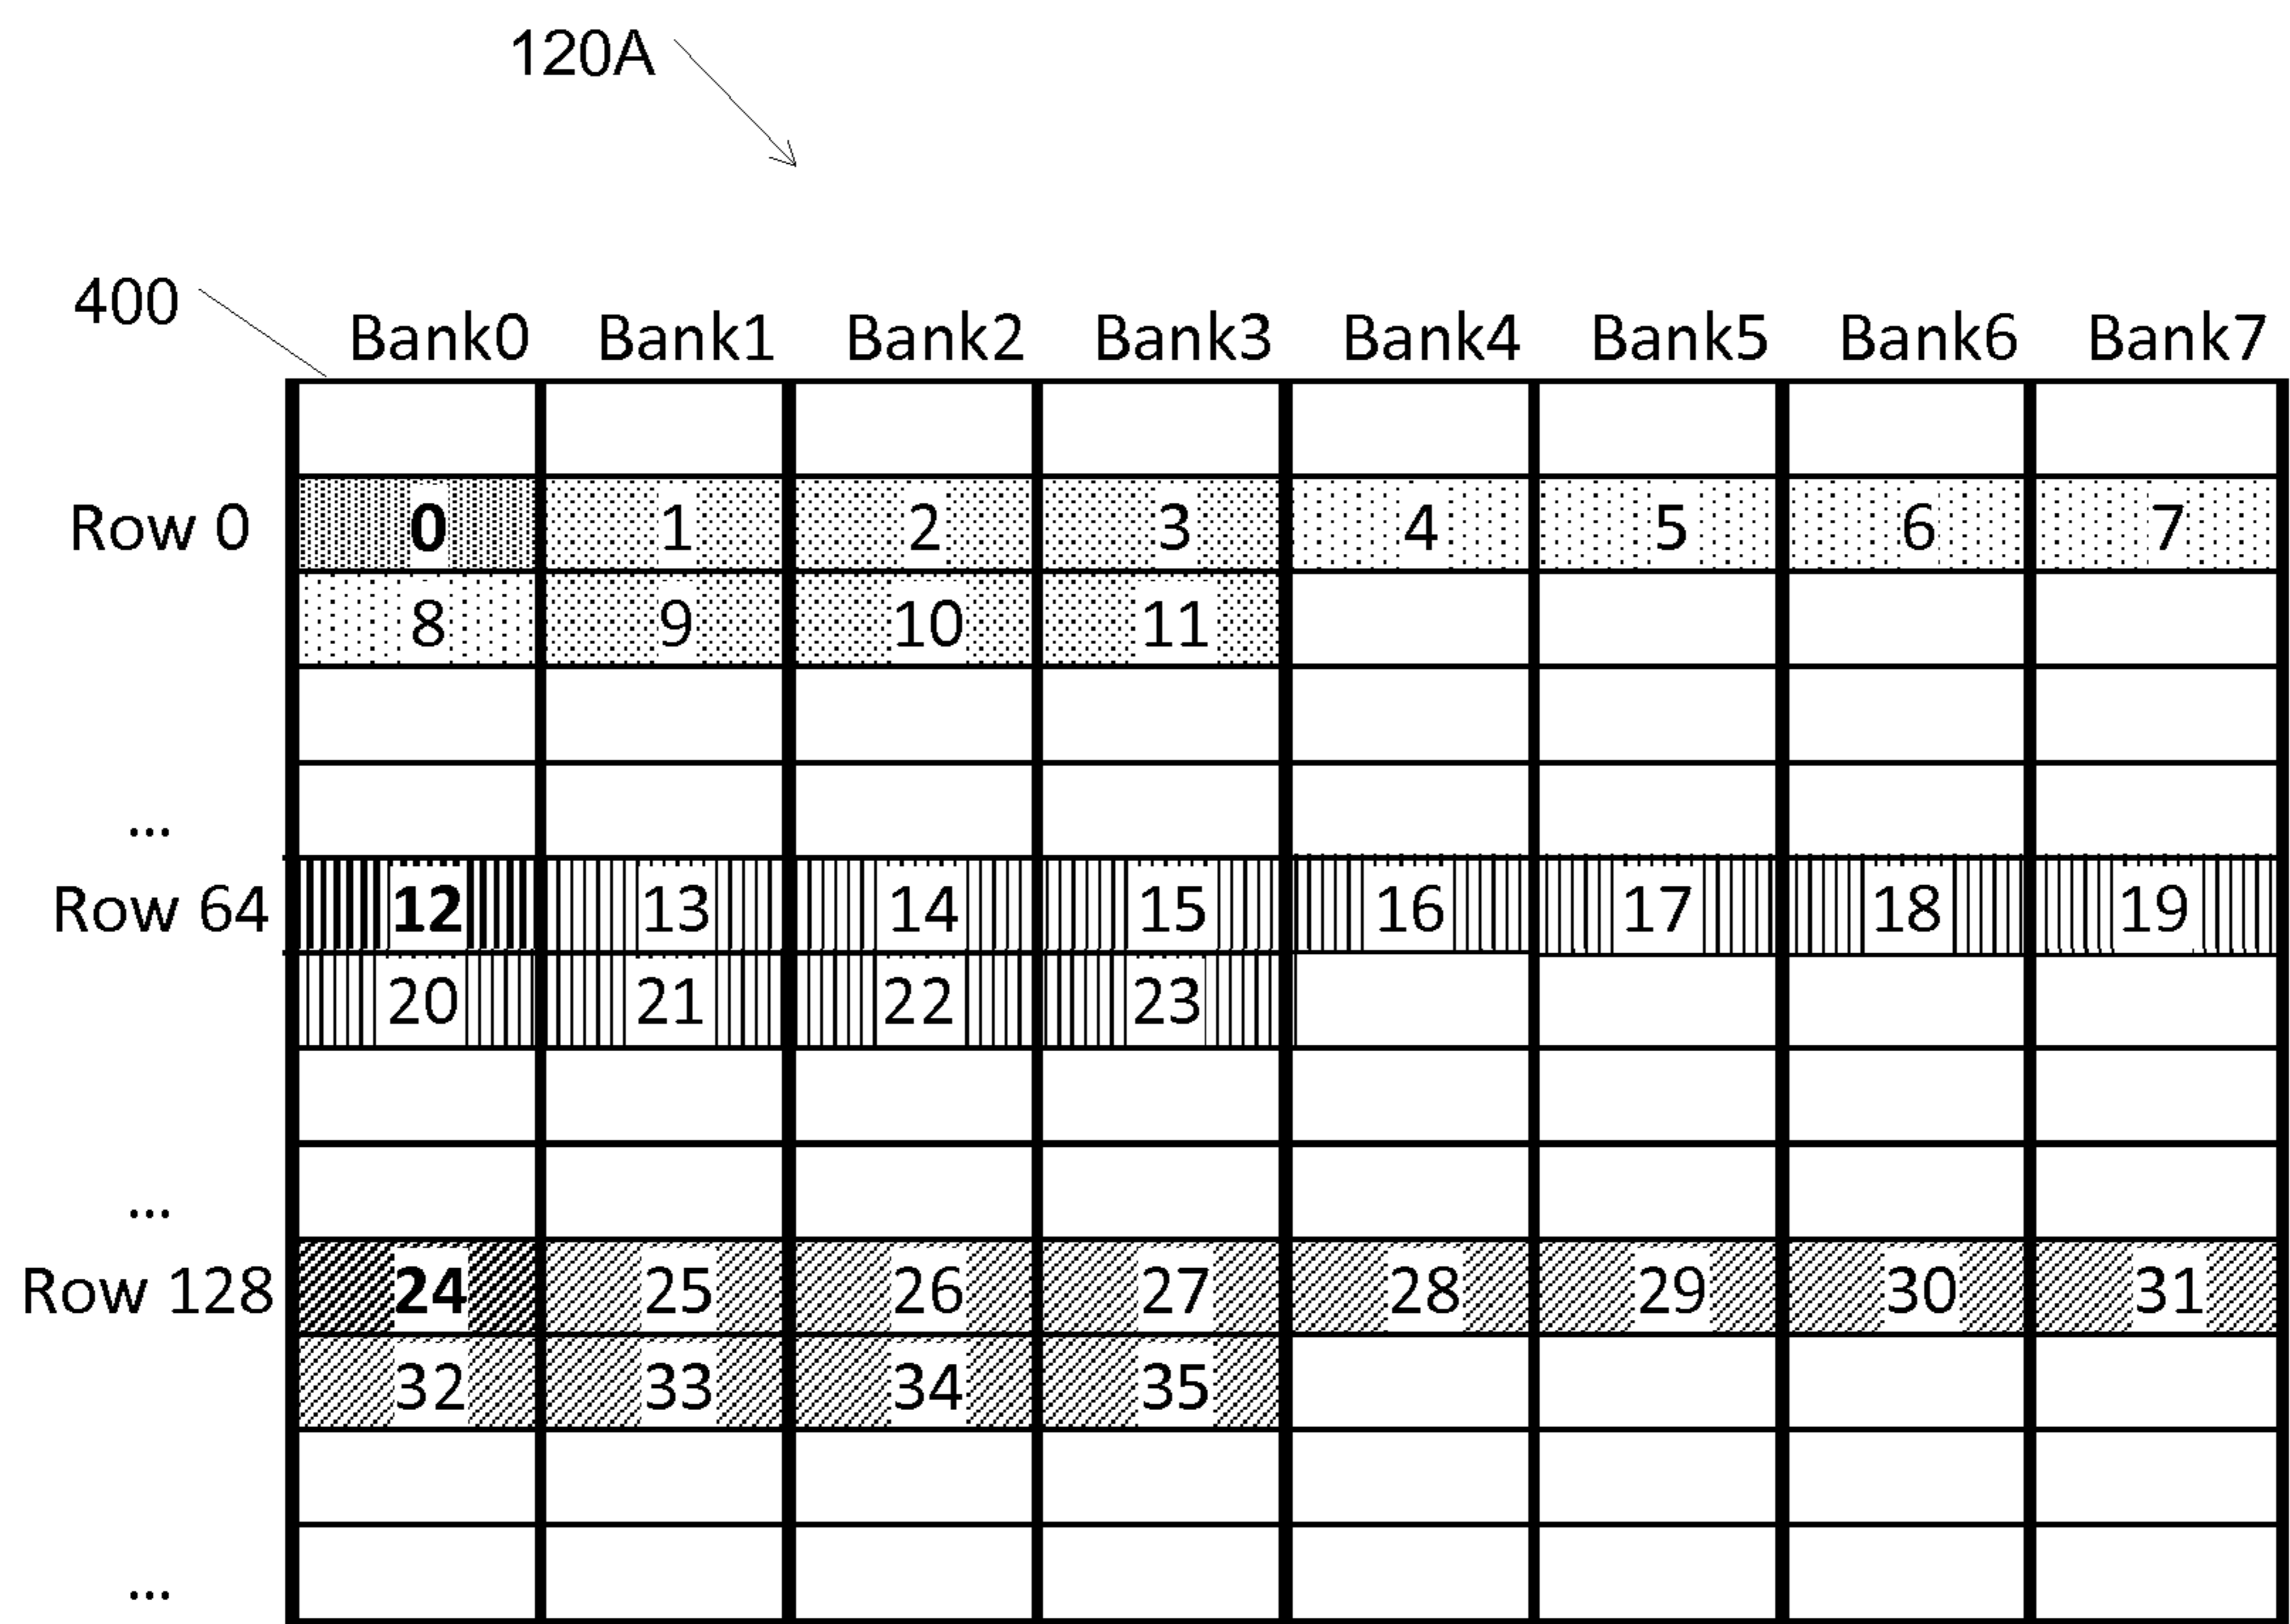 120A
400
Bank0 Bank1 Bank2 Bank3 Bank4 Bank5 Bank6 Bank7
Row 0 0 1 2 3 4 5 6 7
8 9 10 11
...
Row 64 12 13 14 15 16 17 18 19
20 21 22 23
...
Row 128 24 25 26 27 28 29 30 31
32 33 34 35
...